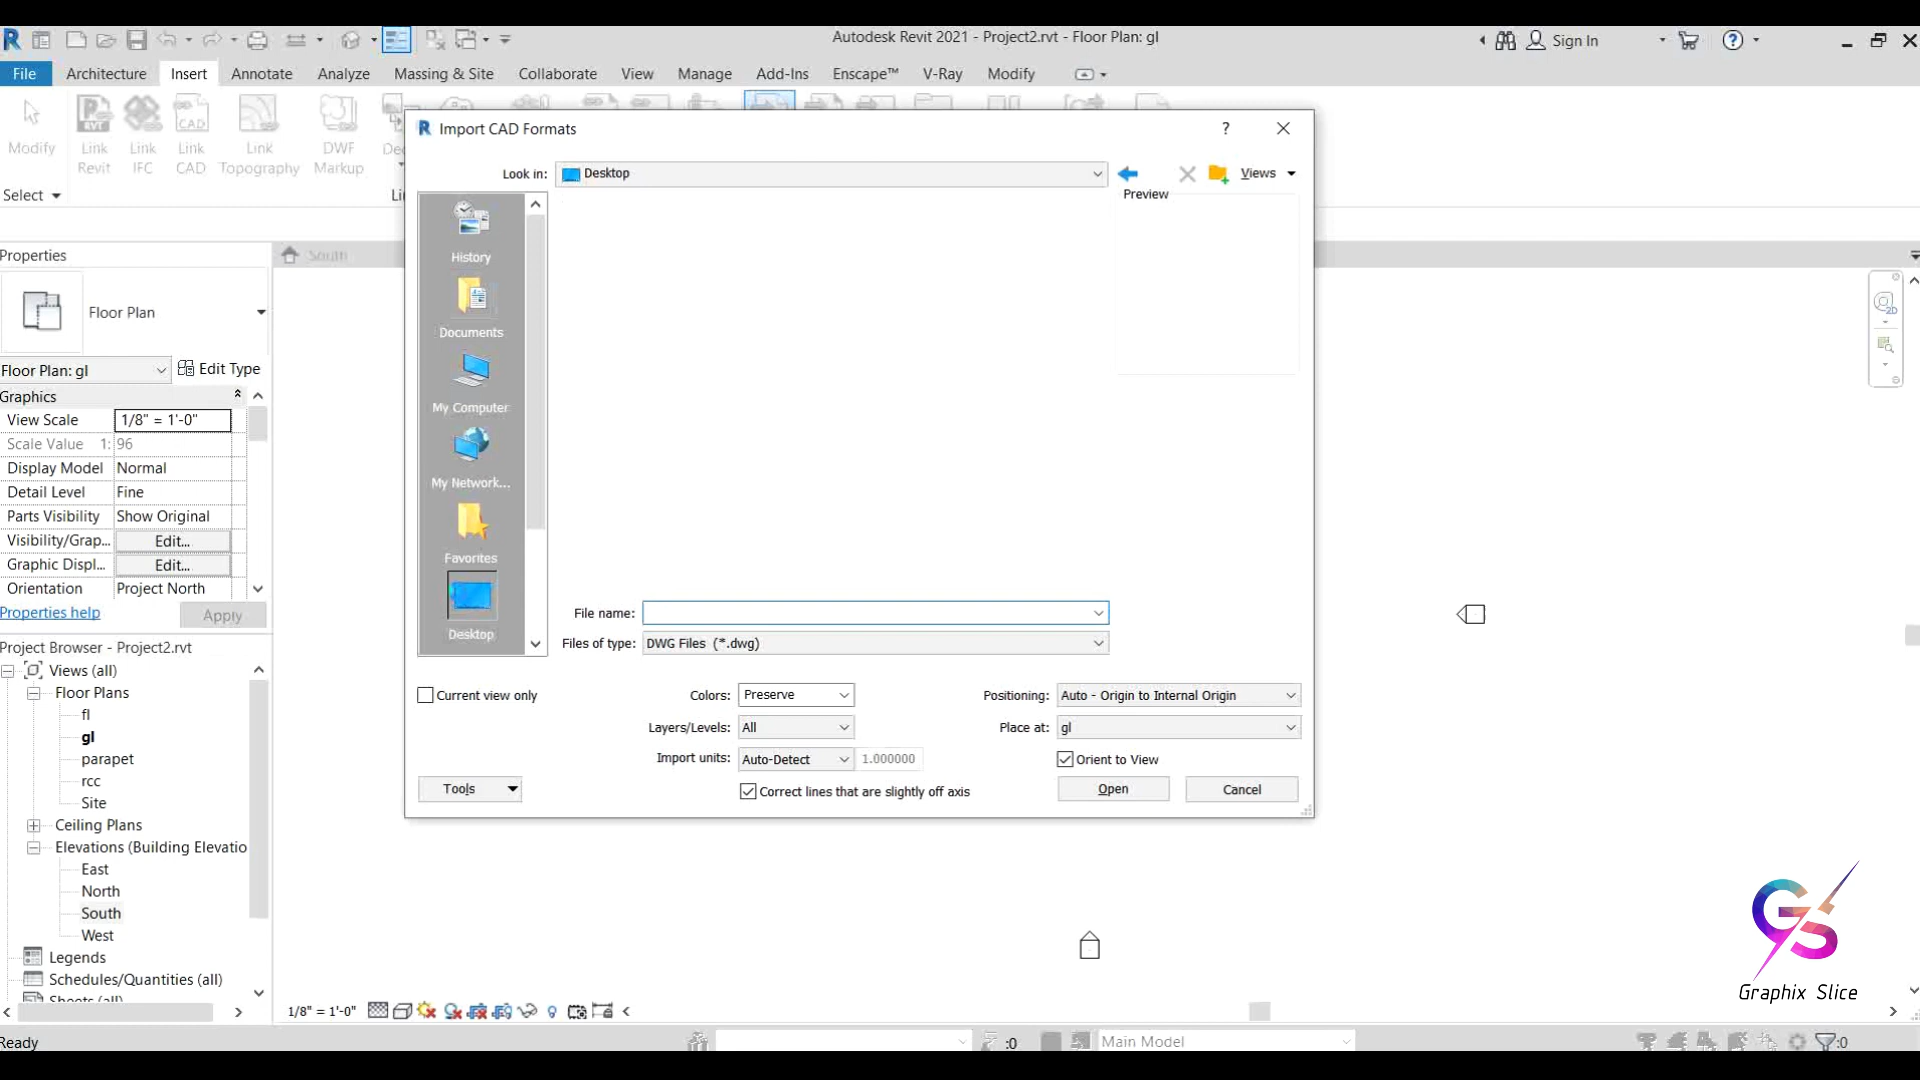 Autodesk Revit 2021 - Project2.rvt - Floor Plan: gl
Sign In
File Architecture Insert Annotate Analyze Massing & Site Collaborate View Manage Add-Ins Enscape™ V-Ray Modify
Modify
Link Revit
Link IFC
Link CAD
Link Topography
DWF Markup
Select
Import CAD Formats
Look in: Desktop
Views
Preview
History
Documents
My Computer
My Network...
Favorites
Desktop
File name:
Files of type: DWG Files (*.dwg)
Current view only
Colors: Preserve
Positioning: Auto - Origin to Internal Origin
Layers/Levels: All
Place at: gl
Import units: Auto-Detect 1.000000
Orient to View
Correct lines that are slightly off axis
Tools
Open
Cancel
Properties
South
Floor Plan
Floor Plan: gl
Edit Type
Graphics
View Scale 1/8" = 1'-0"
Scale Value 1: 96
Display Model Normal
Detail Level Fine
Parts Visibility Show Original
Visibility/Grap... Edit...
Graphic Displ... Edit...
Orientation Project North
Properties help
Apply
Project Browser - Project2.rvt
Views (all)
Floor Plans
fl
gl
parapet
rcc
Site
Ceiling Plans
Elevations (Building Elevatio
East
North
South
West
Legends
Schedules/Quantities (all)
Sheets (all)
1/8" = 1'-0"
Ready
:0
Main Model
:0
2D
GS
Graphix Slice